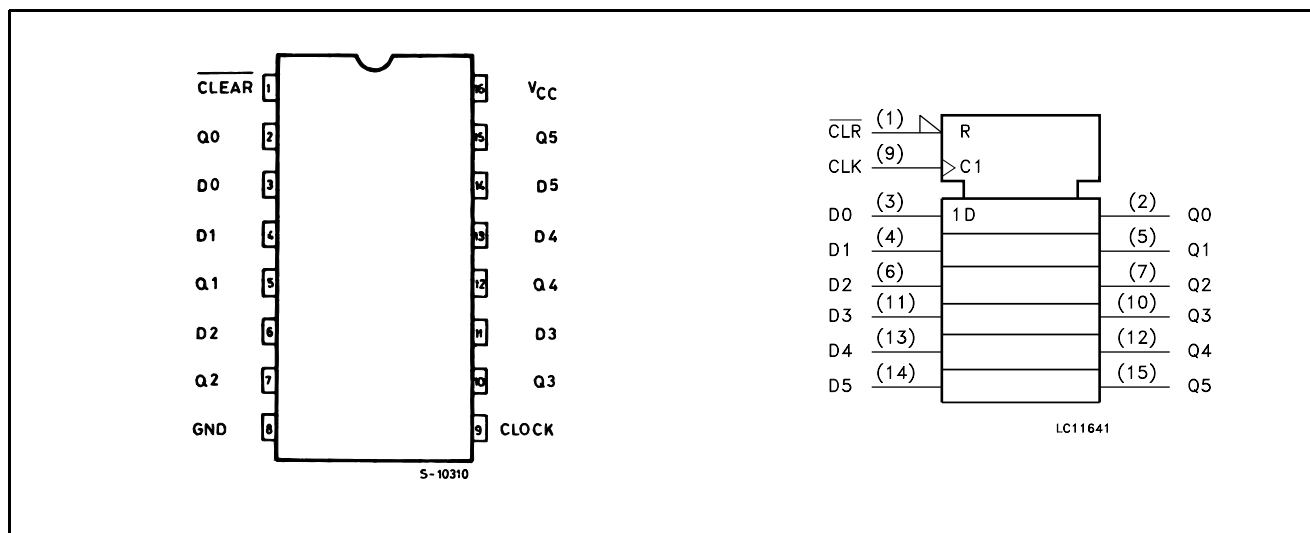 CLEAR 1 16 VCC
Q0 2 15 Q5
D0 3 14 D5
D1 4 13 D4
Q1 5 12 Q4
D2 6 11 D3
Q2 7 10 Q3
GND 8 9 CLOCK
S-10310
CLR (1) R
CLK (9) C1
D0 (3) 1D (2) Q0
D1 (4) (5) Q1
D2 (6) (7) Q2
D3 (11) (10) Q3
D4 (13) (12) Q4
D5 (14) (15) Q5
LC11641